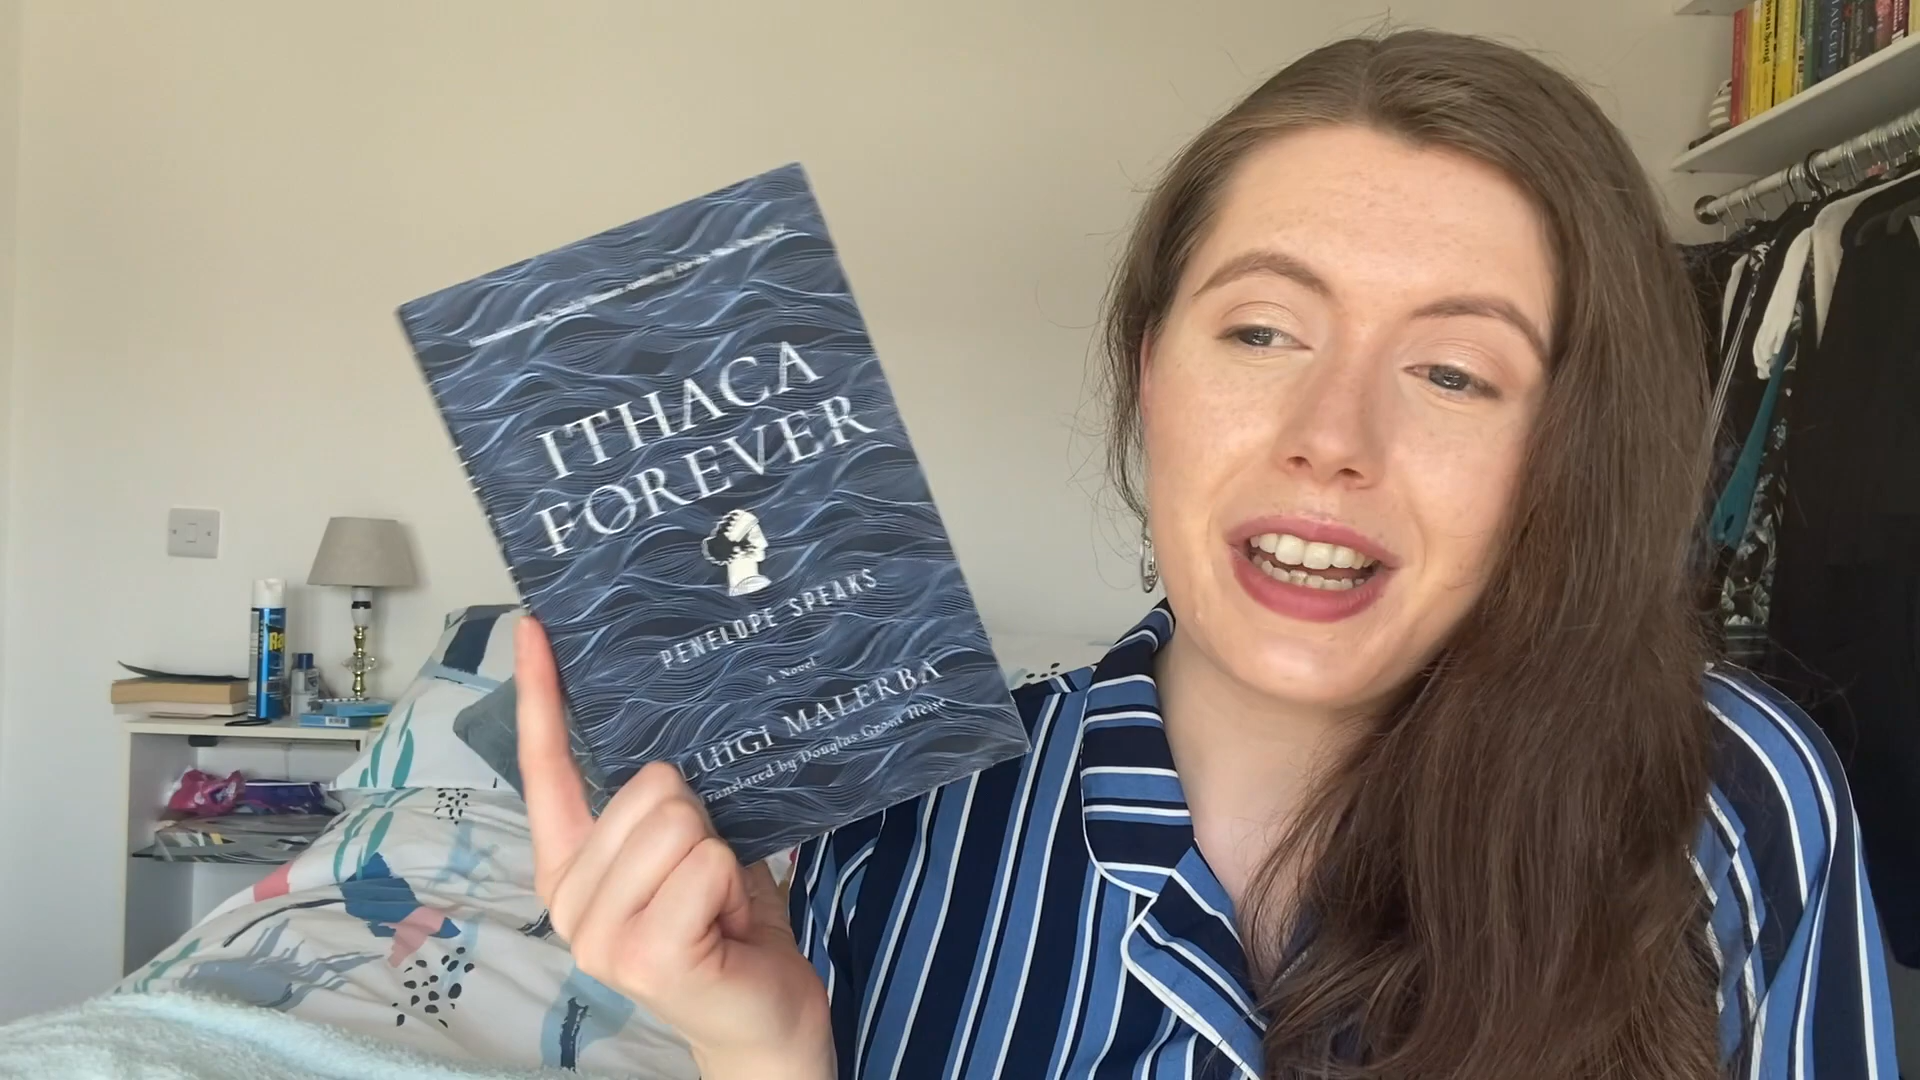 ITHACA
FOREVER
PENELOPE SPEAKS
A Novel
LUIGI MALERBA
Translated by Douglas Grant Heise